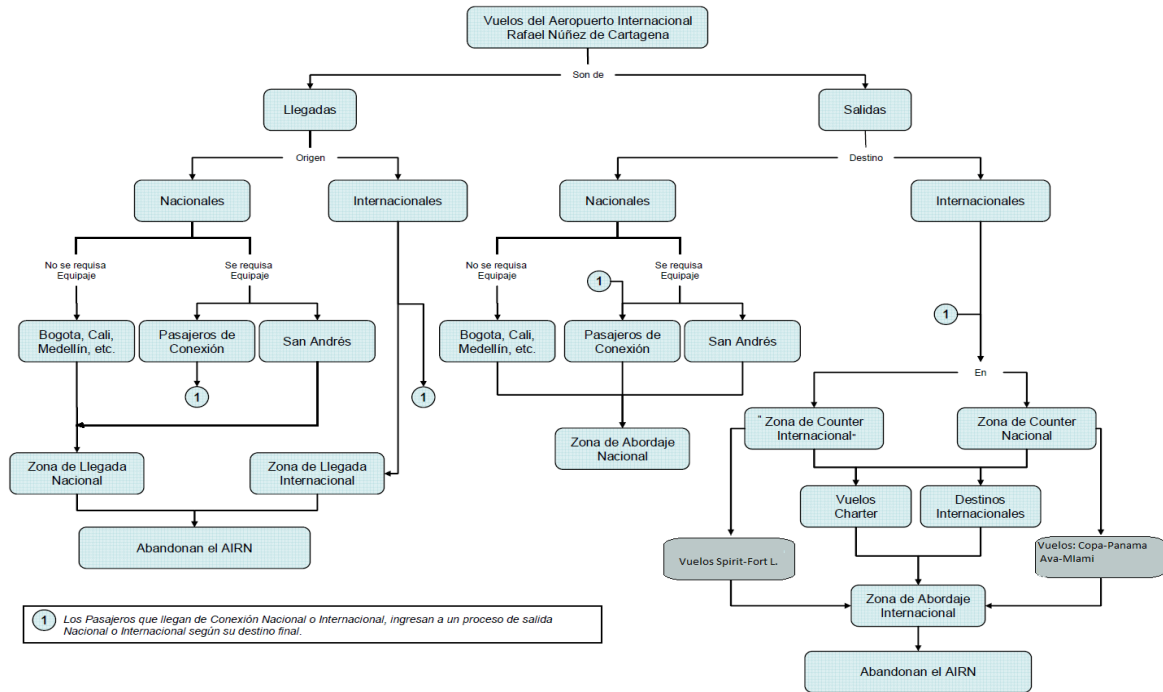 Vuelos del Aeropuerto Internacional
Rafael Núñez de Cartagena
Son de
Llegadas
Salidas
Origen
Destino
Nacionales
Internacionales
Nacionales
Internacionales
No se requisa
Equipaje
Se requisa
Equipaje
No se requisa
Equipaje
Se requisa
Equipaje
1
1
Bogota, Cali,
Medellín, etc.
Pasajeros de
Conexión
San Andrés
Bogota, Cali,
Medellín, etc.
Pasajeros de
Conexión
San Andrés
1
1
En
"Zona de Counter
Internacional-
Zona de Counter
Nacional
Zona de Abordaje
Nacional
Zona de Llegada
Nacional
Zona de Llegada
Internacional
Vuelos
Charter
Destinos
Internacionales
Abandonan el AIRN
Vuelos Spirit-Fort L.
Vuelos: Copa-Panama
Ava-MIami
Zona de Abordaje
Internacional
1 Los Pasajeros que llegan de Conexión Nacional o Internacional, ingresan a un proceso de salida
Nacional o Internacional según su destino final.
Abandonan el AIRN